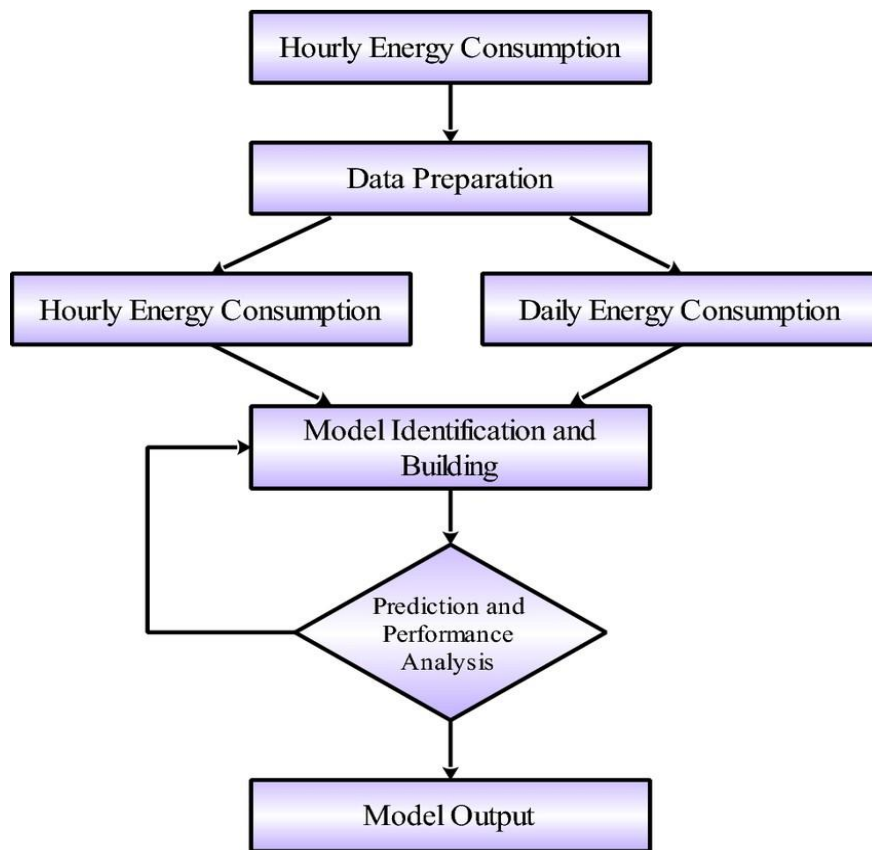 Hourly Energy Consumption
Data Preparation
Hourly Energy Consumption
Daily Energy Consumption
Model Identification and
Building
Prediction and
Performance
Analysis
Model Output